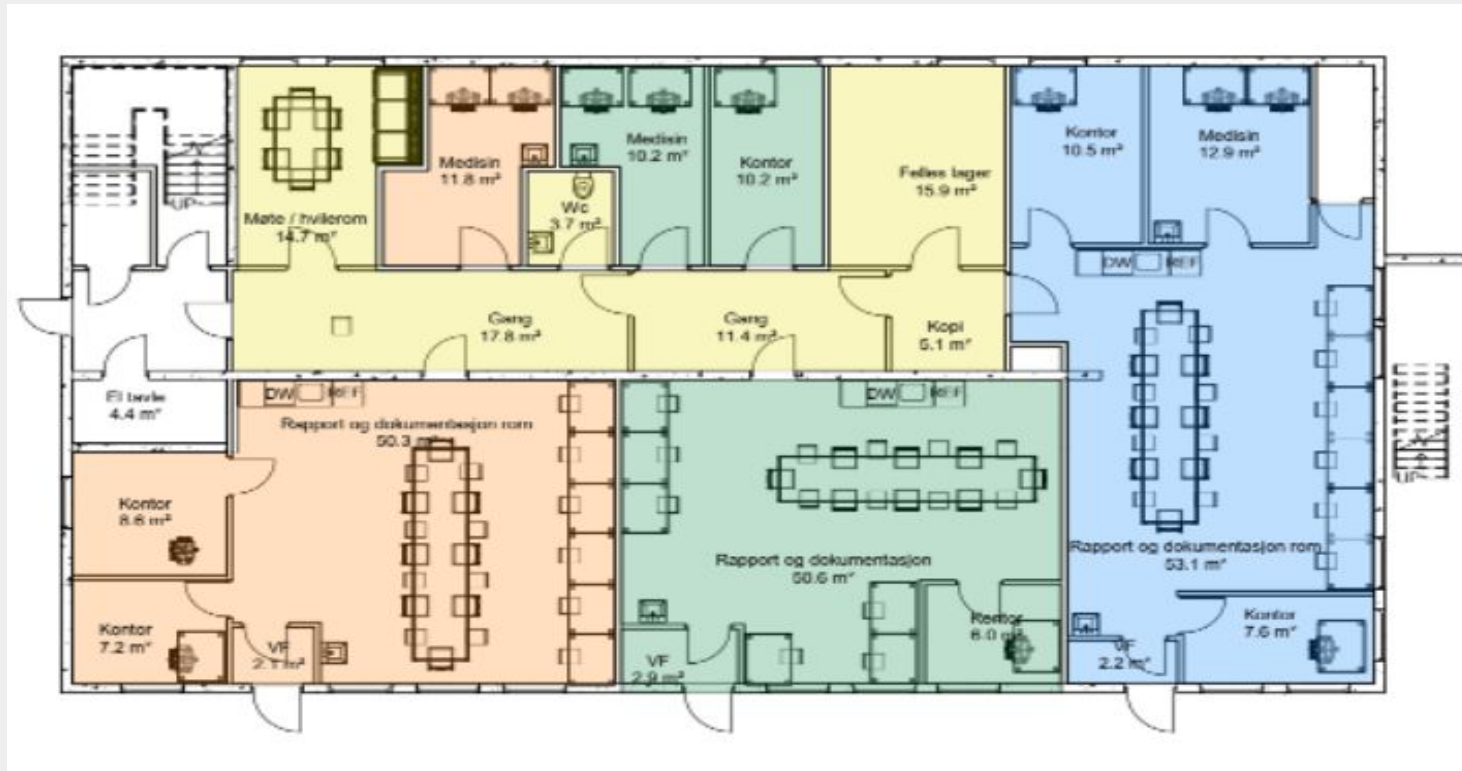 UP
Møte / hvilerom
14.7 m²
Medisin
11.8 m²
Wc
3.7 m²
Medisin
10.2 m²
Kontor
10.2 m²
Felles lager
15.9 m²
Kontor
10.5 m²
Medisin
12.9 m²
DW REF
Gang
17.8 m²
Gang
11.4 m²
Kopi
5.1 m²
El tavle
4.4 m²
DW REF
Rapport og dokumentasjon rom
50.3 m²
DW REF
Kontor
8.6 m²
Rapport og dokumentasjon
50.6 m²
Rapport og dokumentasjon rom
53.1 m²
UP
Kontor
7.2 m²
VF
2.1 m²
VF
2.9 m²
Kontor
6.0 m²
VF
2.2 m²
Kontor
7.6 m²